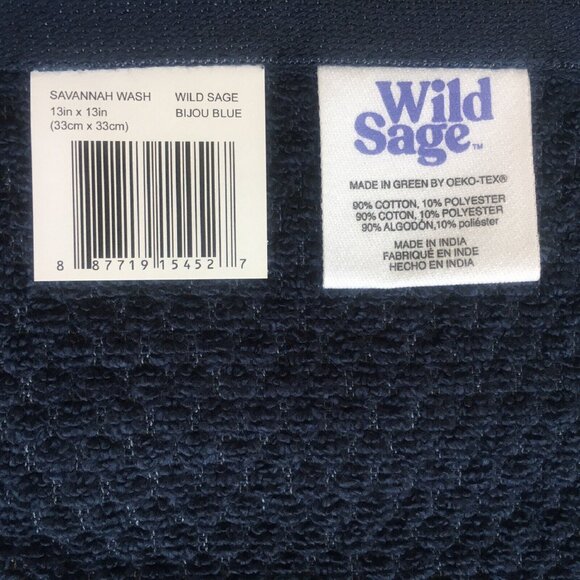 SAVANNAH WASH WILD SAGE
13in x 13in BIJOU BLUE
(33cm x 33cm)
8 87719 15452 7
Wild
Sage™
MADE IN GREEN BY OEKO-TEX®
90% COTTON, 10% POLYESTER
90% COTON, 10% POLYESTER
90% ALGODÓN,10% poliéster
MADE IN INDIA
FABRIQUÉ EN INDE
HECHO EN INDIA